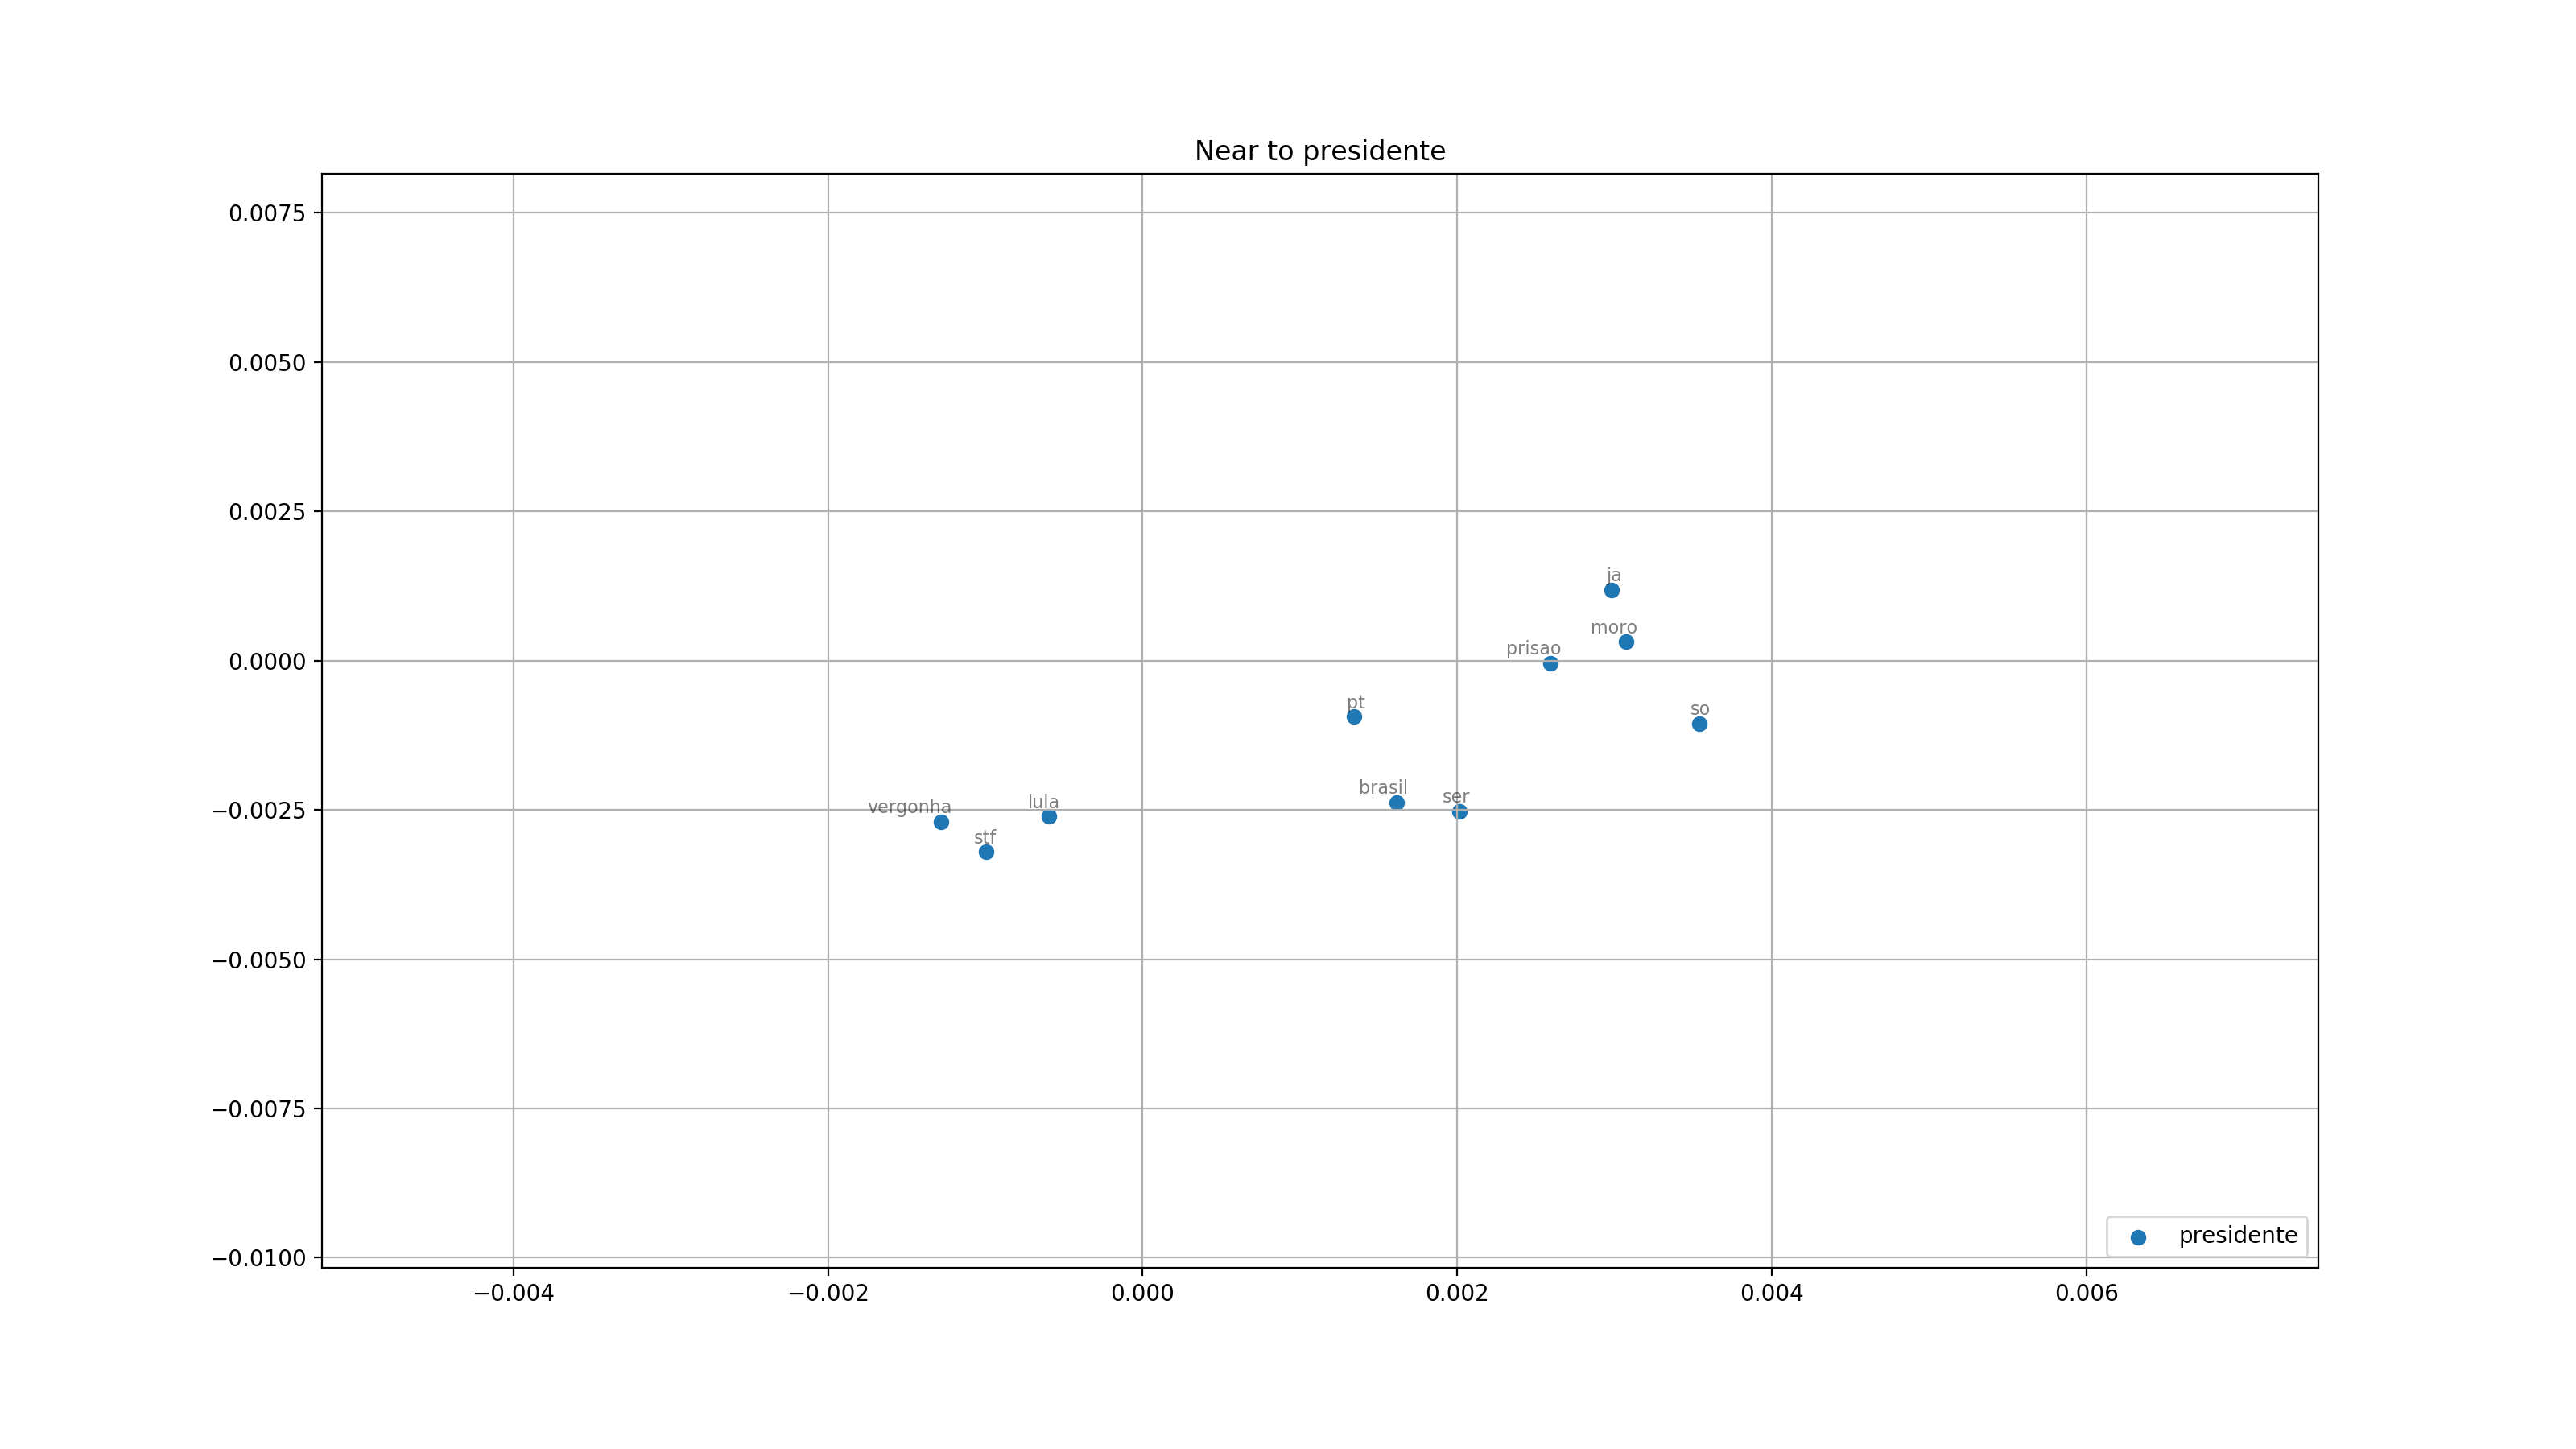 Near to presidente
0.0075
0.0050
0.0025
0.0000
−0.0025
−0.0050
−0.0075
−0.0100
ja
moro
prisao
pt
so
brasil
ser
lula
vergonha
stf
presidente
−0.004
−0.002
0.000
0.002
0.004
0.006